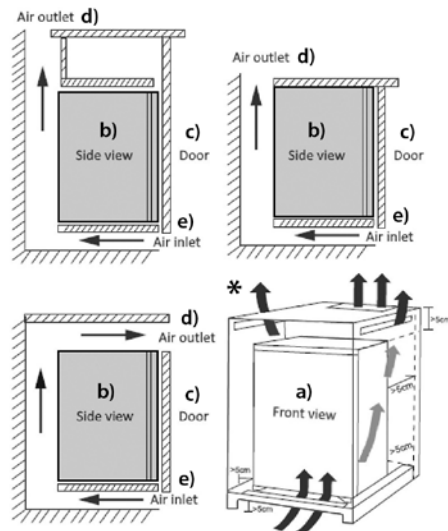 Air outlet d)
b)
Side view
c)
Door
e)
Air inlet
d)
Air outlet
b)
Side view
c)
Door
e)
Air inlet
d)
Air outlet
b)
Side view
c)
Door
e)
Air inlet
*
>5cm
a)
Front view
>5cm
>5cm
>5cm
>5cm